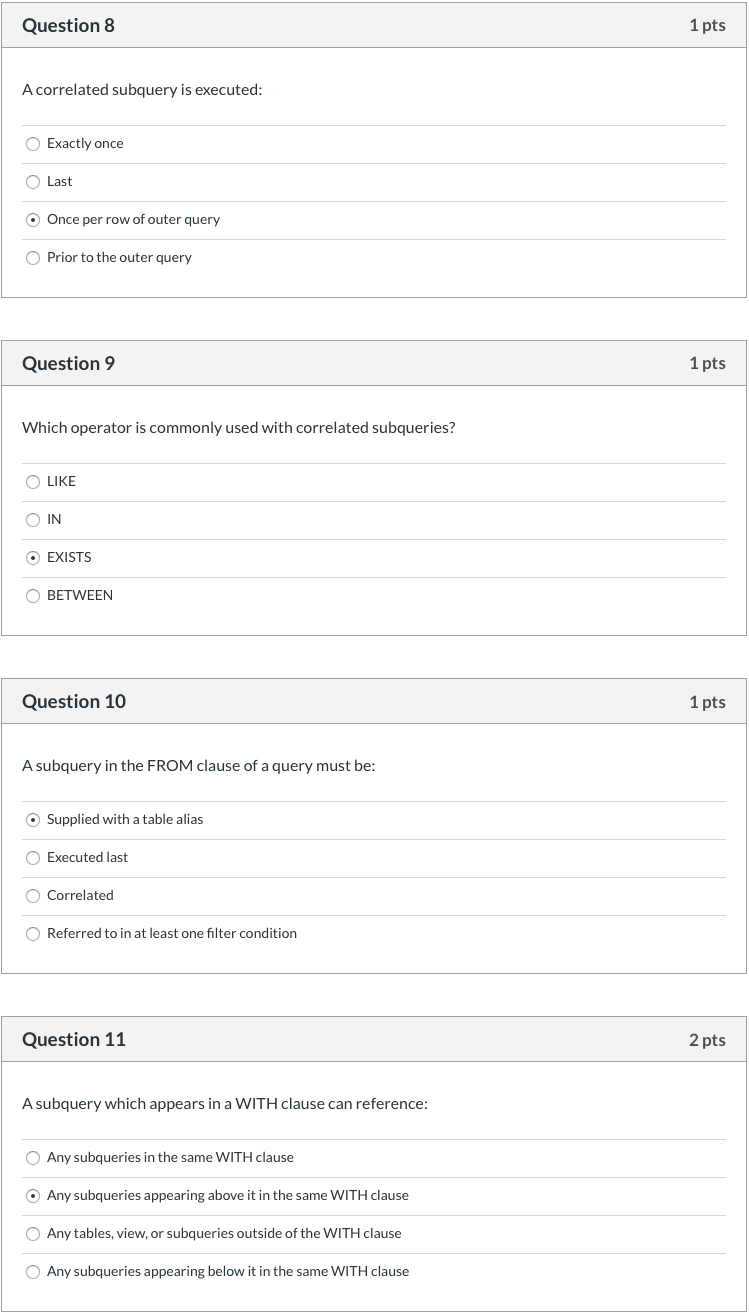 Question 8
1 pts
A correlated subquery is executed:
Exactly once
Last
Once per row of outer query
Prior to the outer query
Question 9
1 pts
Which operator is commonly used with correlated subqueries?
LIKE
IN
EXISTS
BETWEEN
Question 10
1 pts
A subquery in the FROM clause of a query must be:
Supplied with a table alias
Executed last
Correlated
Referred to in at least one filter condition
Question 11
2 pts
A subquery which appears in a WITH clause can reference:
Any subqueries in the same WITH clause
Any subqueries appearing above it in the same WITH clause
Any tables, view, or subqueries outside of the WITH clause
Any subqueries appearing below it in the same WITH clause